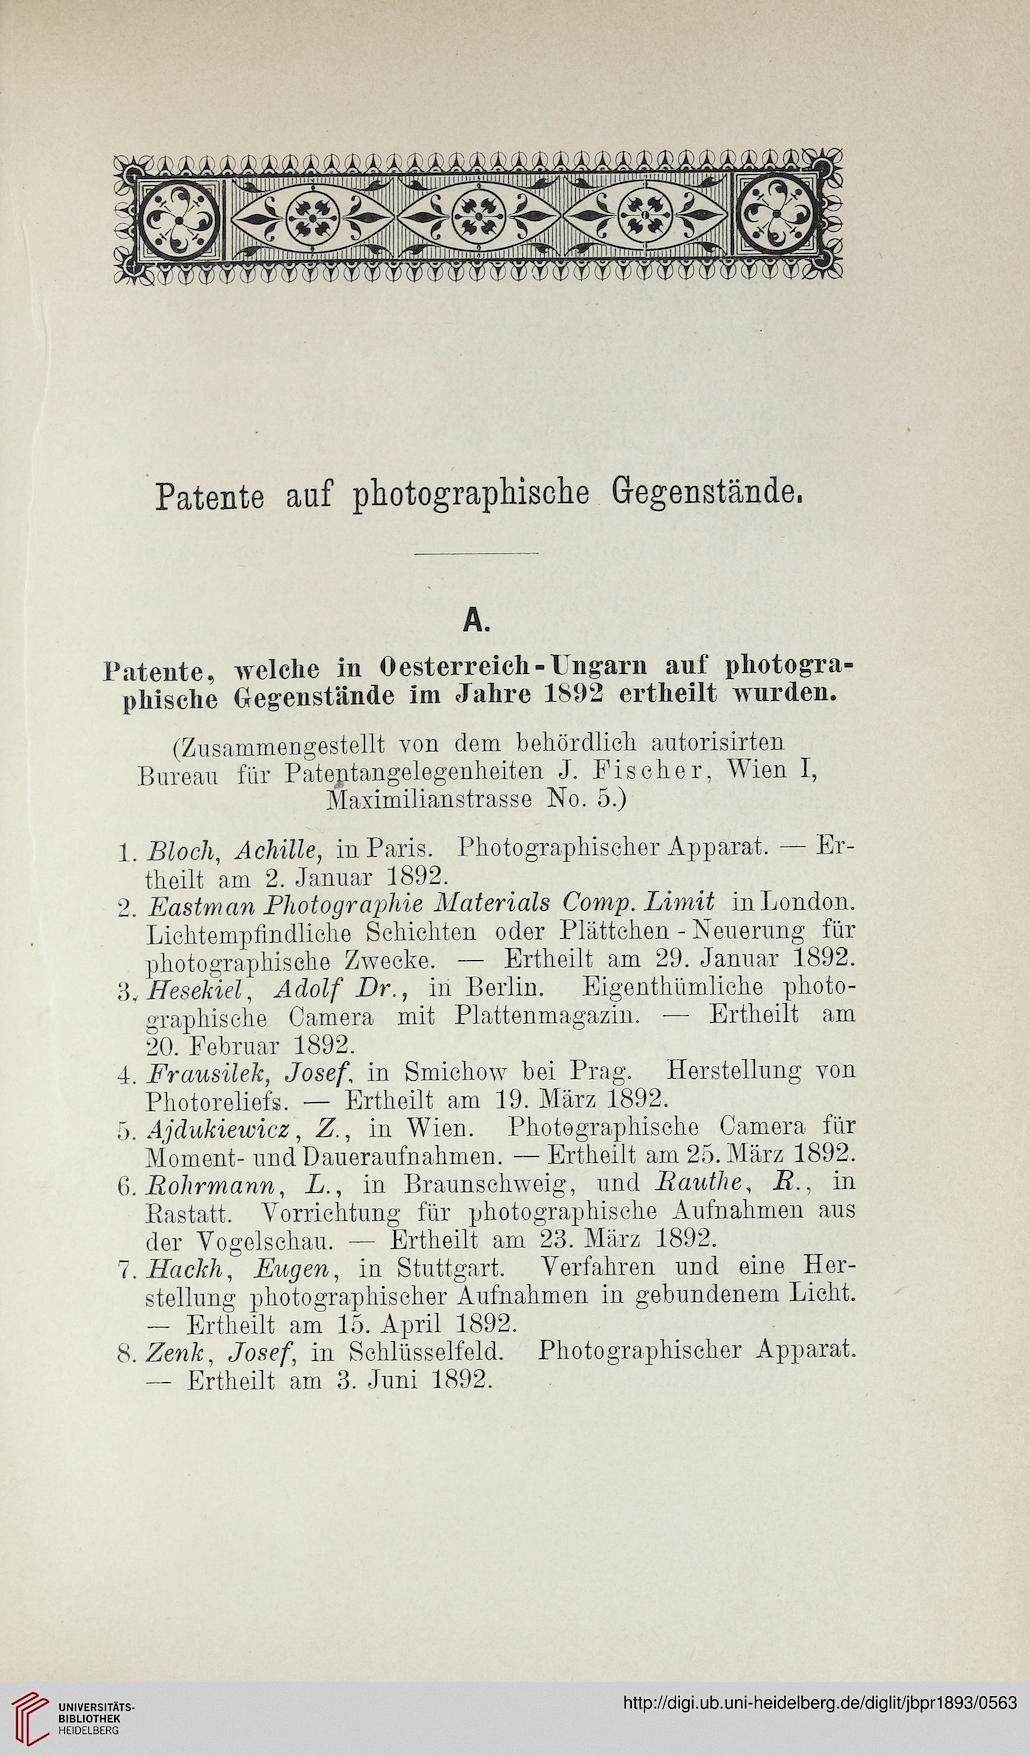 Patente auf photographische Gegenstände.
A.
Patente, welche in Oesterreich-Ungarn auf photogra-
phische Gegenstände im Jahre 1892 ertheilt wurden.
(Zusammengestellt von dem behördlich autorisirten
Bureau für Patentangelegenheiten J. Fischer, Wien I,
Maximilianstrasse No. 5.)
1. Bloch, Achille, in Paris. Photographischer Apparat. — Er-
theilt am 2. Januar 1892.
2. Eastman Photographie Materials Comp. Limit in London.
Lichtempfindliche Schichten oder Plättchen - Neuerung für
photographische Zwecke. — Ertheilt am 29. Januar 1892.
3. Hesekiel, Adolf Dr., in Berlin. Eigenthümliche photo-
graphische Camera mit Plattenmagazin. — Ertheilt am
20. Februar 1892.
4. Frausilek, Josef, in Smichow bei Prag. Herstellung von
Photoreliefs. — Ertheilt am 19. März 1892.
5. Ajdukiewicz, Z., in Wien. Photographische Camera für
Moment- und Daueraufnahmen. — Ertheilt am 25. März 1892.
6. Rohrmann, L., in Braunschweig, und Rauthe, R., in
Rastatt. Vorrichtung für photographische Aufnahmen aus
der Vogelschau. — Ertheilt am 23. März 1892.
7. Hackh, Eugen, in Stuttgart. Verfahren und eine Her-
stellung photographischer Aufnahmen in gebundenem Licht.
— Ertheilt am 15. April 1892.
8. Zenk, Josef, in Schlüsselfeld. Photographischer Apparat.
— Ertheilt am 3. Juni 1892.
UNIVERSITÄTS-
BIBLIOTHEK
HEIDELBERG
http://digi.ub.uni-heidelberg.de/diglit/jbpr1893/0563